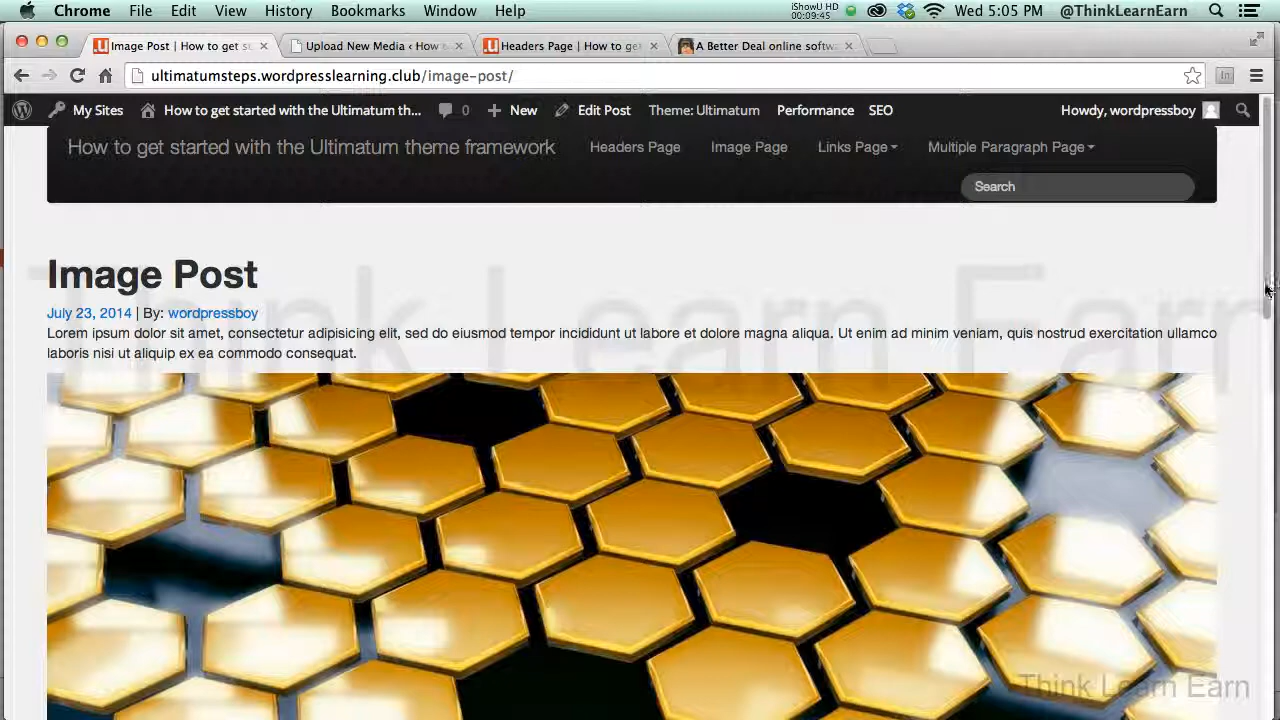 Chrome File Edit View History Bookmarks Window Help iShowU HD 00:09:45 Wed 5:05 PM @ThinkLearnEarn
Image Post | How to get s
Upload New Media ‹ How
Headers Page | How to ge
A Better Deal online softw
ultimatumsteps.wordpresslearning.club/image-post/
My Sites How to get started with the Ultimatum th... 0 New Edit Post Theme: Ultimatum Performance SEO Howdy, wordpressboy
How to get started with the Ultimatum theme framework Headers Page Image Page Links Page Multiple Paragraph Page
Search
Image Post
July 23, 2014 | By: wordpressboy
Lorem ipsum dolor sit amet, consectetur adipisicing elit, sed do eiusmod tempor incididunt ut labore et dolore magna aliqua. Ut enim ad minim veniam, quis nostrud exercitation ullamco
laboris nisi ut aliquip ex ea commodo consequat.
Think Learn Earn
Think Learn Earn